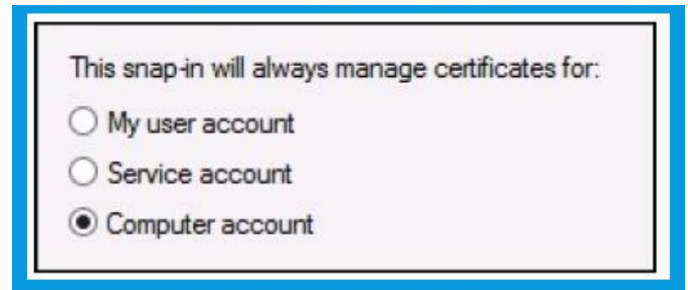 This snap-in will always manage certificates for:
My user account
Service account
Computer account